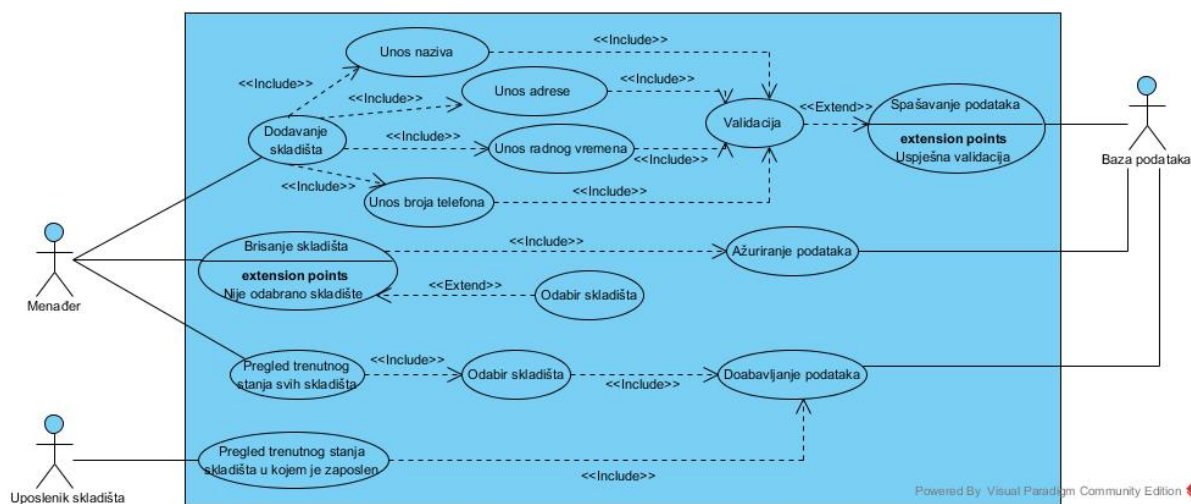 <<Include>>
Unos naziva
<<Include>>
<<Include>>
Unos adrese
<<Include>>
Dodavanje
skladišta
<<Include>>
Unos radnog vremena
<<Include>>
Validacija
<<Extend>>
Spašavanje podataka
extension points
Uspješna validacija
Baza podataka
<<Include>>
Unos broja telefona
<<Include>>
Menađer
Brisanje skladišta
extension points
Nije odabrano skladište
<<Include>>
Ažuriranje podataka
<<Extend>>
Odabir skladišta
Pregled trenutnog
stanja svih skladišta
<<Include>>
Odabir skladišta
<<Include>>
Doabavljanje podataka
Uposlenik skladišta
Pregled trenutnog stanja
skladišta u kojem je zaposlen
<<Include>>
Powered By Visual Paradigm Community Edition